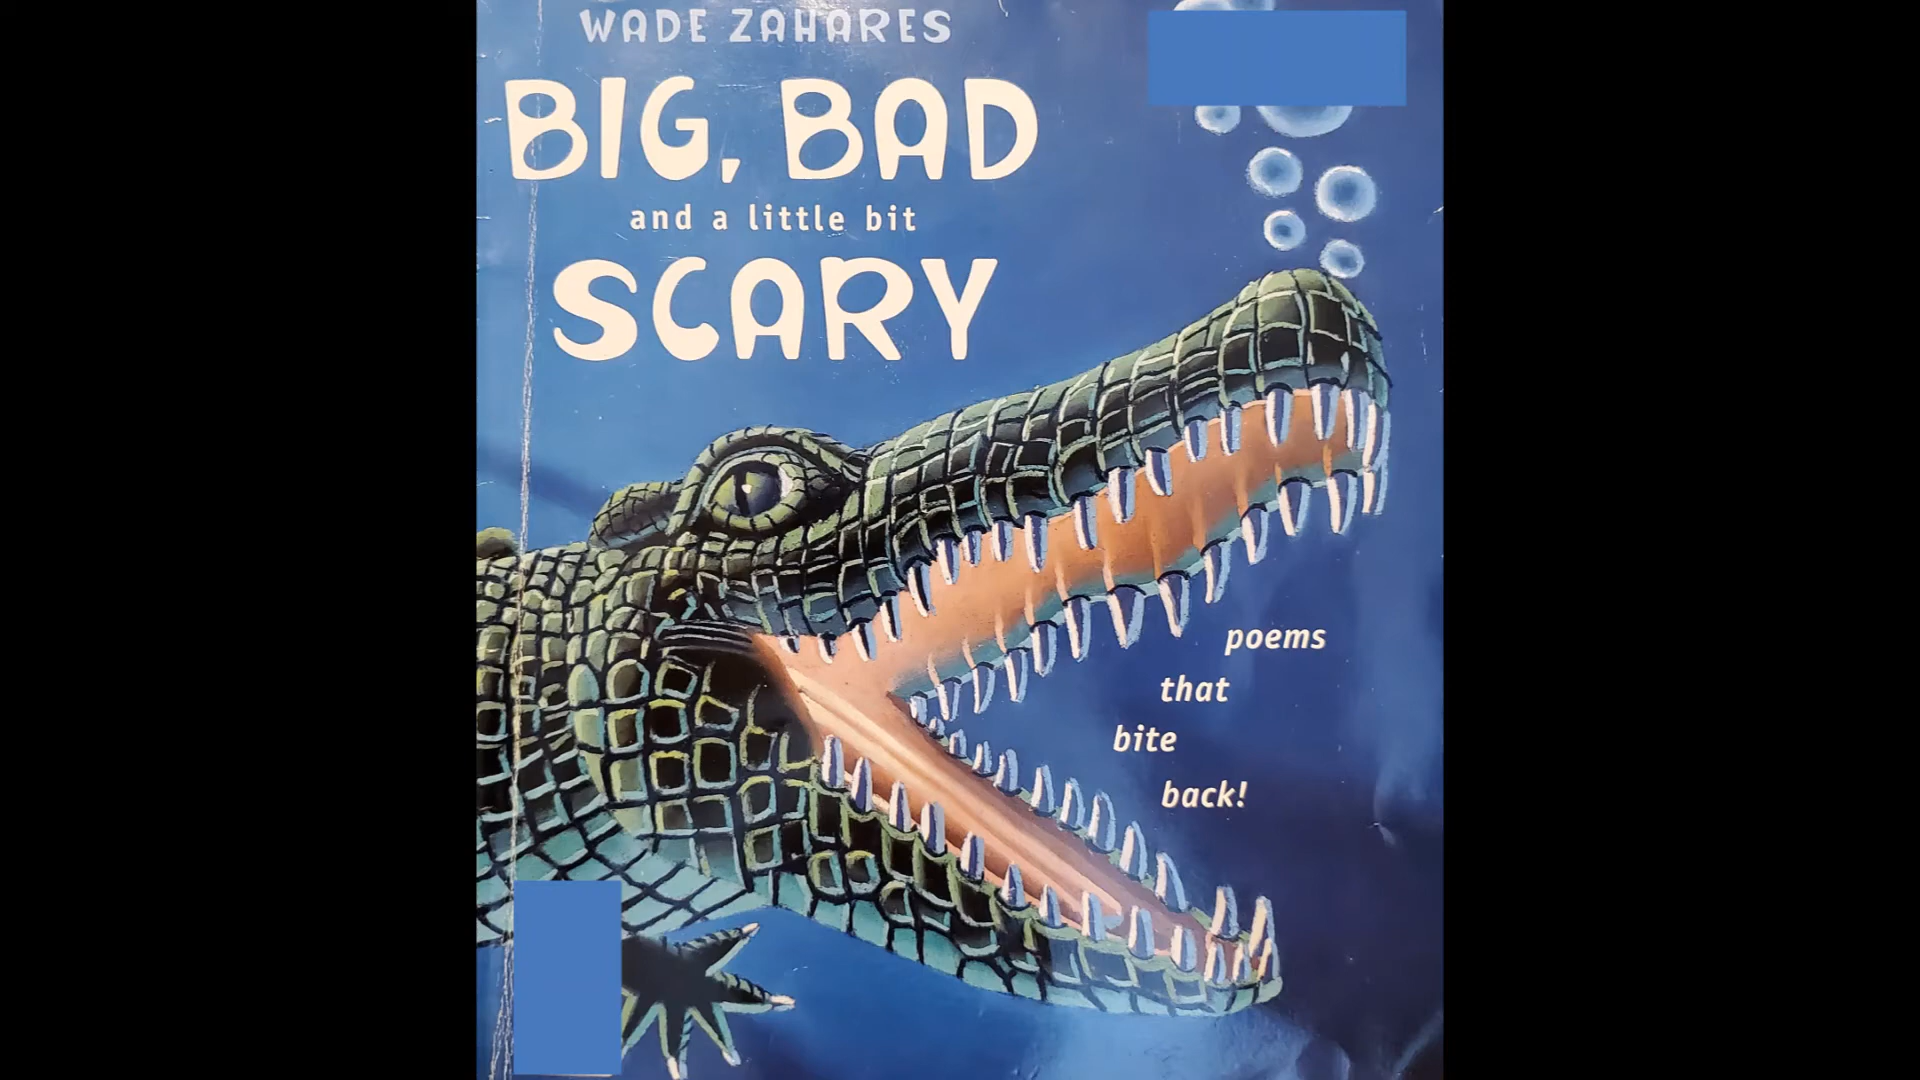 WADE ZAHARES
BIG, BAD
and a little bit
SCARY
poems
that
bite
back!